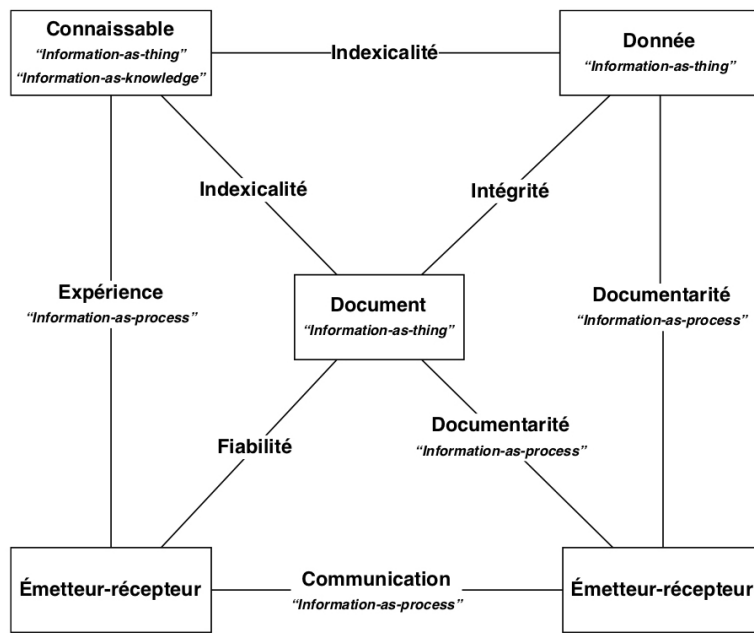 Connaissable
“Information-as-thing”
“Information-as-knowledge”
Indexicalité
Donnée
“Information-as-thing”
Indexicalité
Intégrité
Expérience
“Information-as-process”
Document
“Information-as-thing”
Documentarité
“Information-as-process”
Fiabilité
Documentarité
“Information-as-process”
Émetteur-récepteur
Communication
“Information-as-process”
Émetteur-récepteur